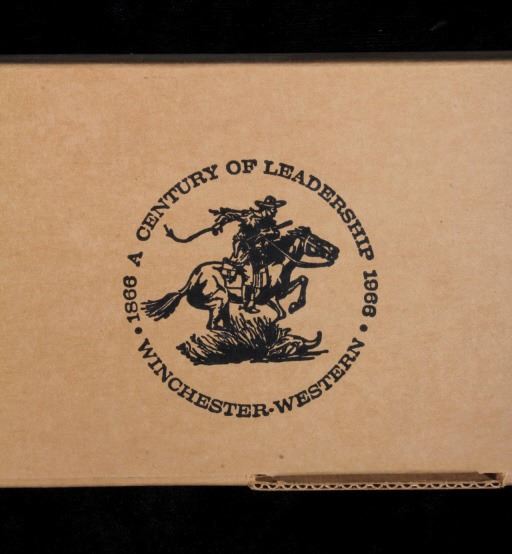 1866 A CENTURY OF LEADERSHIP 1966
• WINCHESTER-WESTERN •